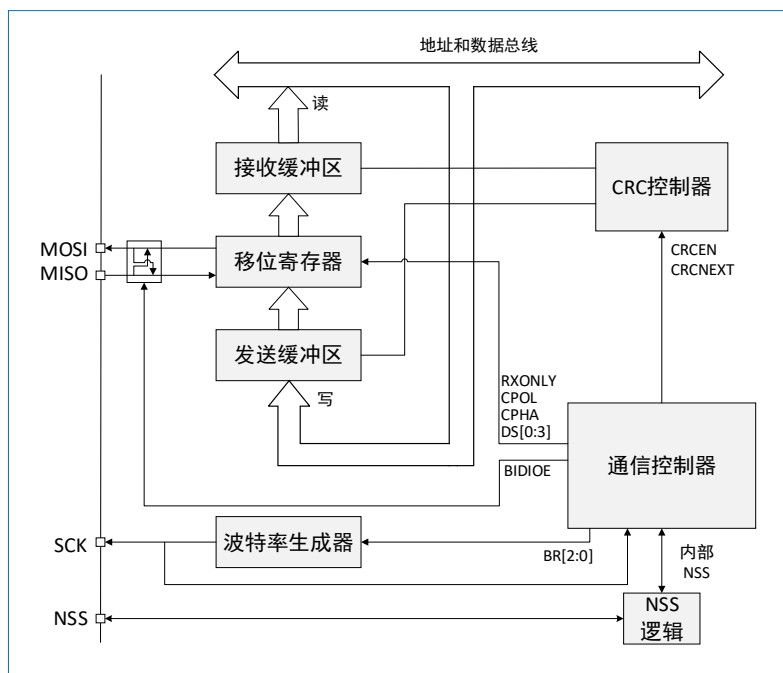 地址和数据总线
读
接收缓冲区
CRC控制器
MOSI
MISO
移位寄存器
CRCEN
CRCNEXT
发送缓冲区
写
RXONLY
CPOL
CPHA
DS[0:3]
通信控制器
BIDIOE
SCK
波特率生成器
BR[2:0]
内部
NSS
NSS
NSS
逻辑